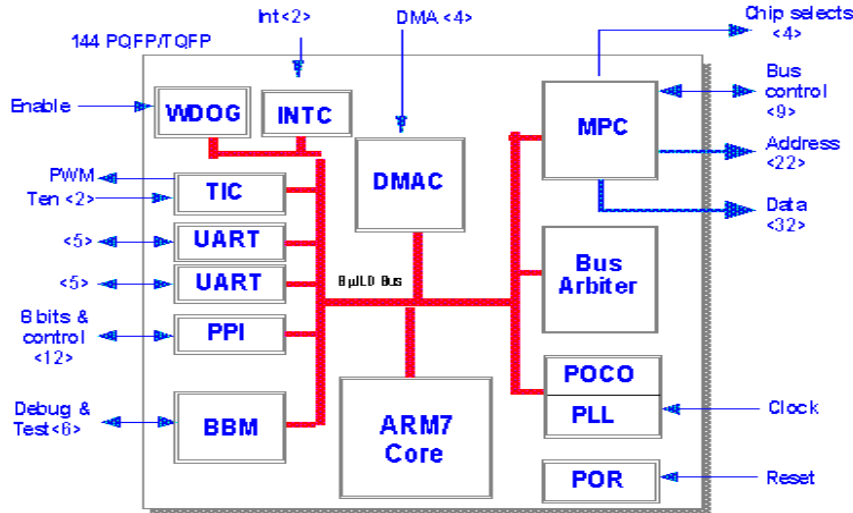 144 PQFP/TQFP
Int<2>
DMA <4>
Chip selects
<4>
Enable
WDOG
INTC
MPC
Bus
control
<9>
Address
<22>
Data
<32>
PWM
Ten <2>
TIC
DMAC
<5>
UART
<5>
UART
BµILD Bus
Bus
Arbiter
8 bits &
control
<12>
PPI
POCO
PLL
Clock
Debug &
Test<6>
BBM
ARM7
Core
POR
Reset